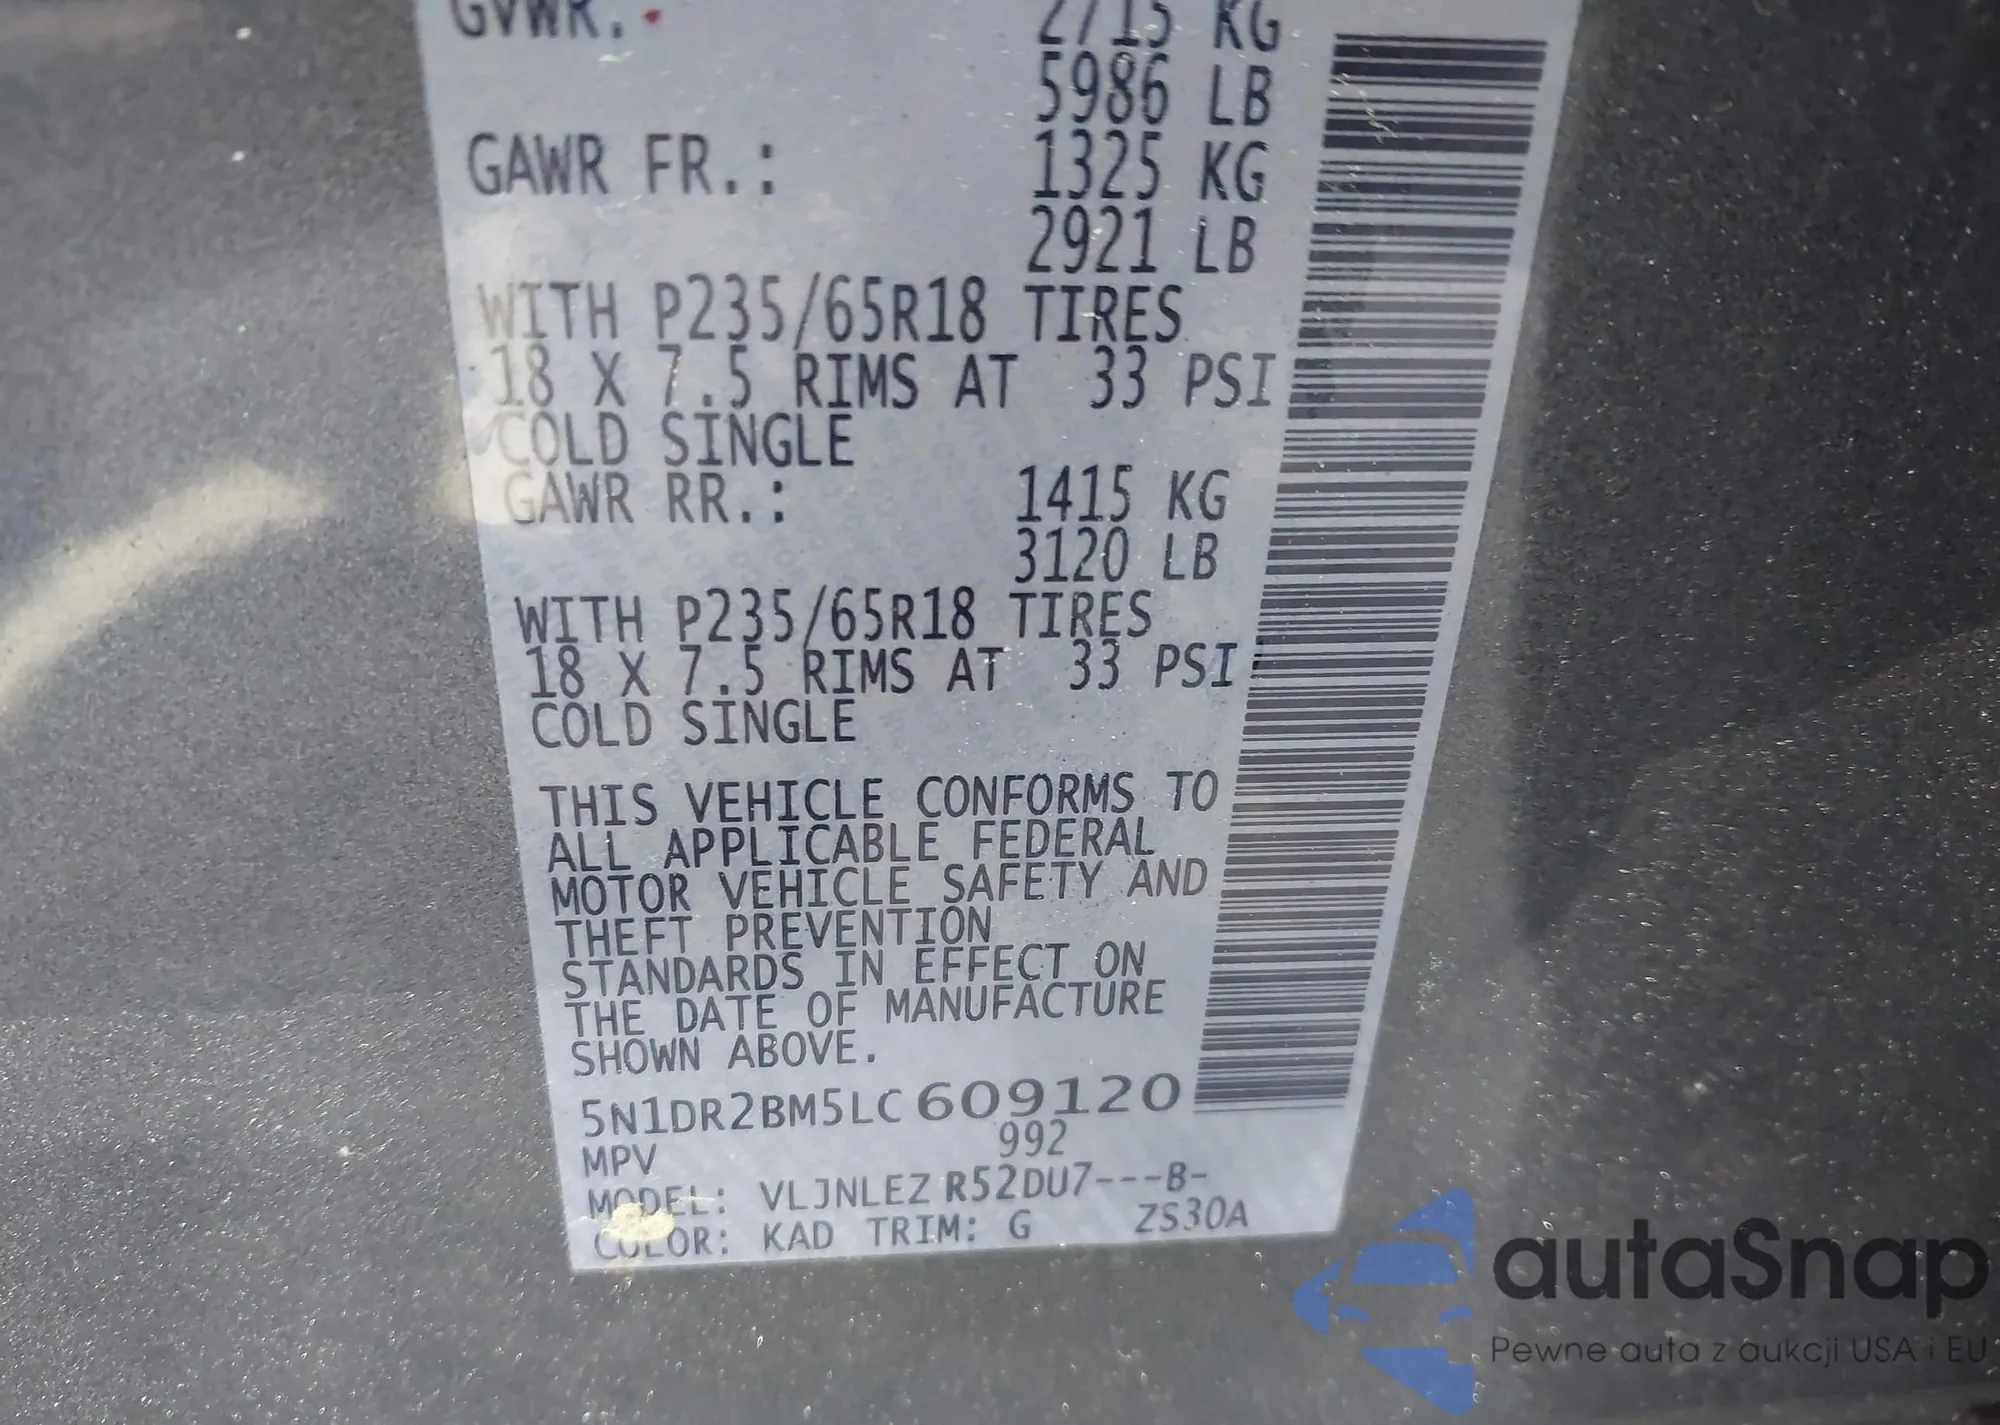 GVWR.: 2715 KG
5986 LB
GAWR FR.: 1325 KG
2921 LB
WITH P235/65R18 TIRES
18 X 7.5 RIMS AT 33 PSI
COLD SINGLE
GAWR RR.: 1415 KG
3120 LB
WITH P235/65R18 TIRES
18 X 7.5 RIMS AT 33 PSI
COLD SINGLE
THIS VEHICLE CONFORMS TO
ALL APPLICABLE FEDERAL
MOTOR VEHICLE SAFETY AND
THEFT PREVENTION
STANDARDS IN EFFECT ON
THE DATE OF MANUFACTURE
SHOWN ABOVE.
5N1DR2BM5LC609120
MPV 992
MODEL: VLJNLEZ R52DU7---B-
COLOR: KAD TRIM: G ZS30A
autaSnap
Pewne auta z aukcji USA i EU